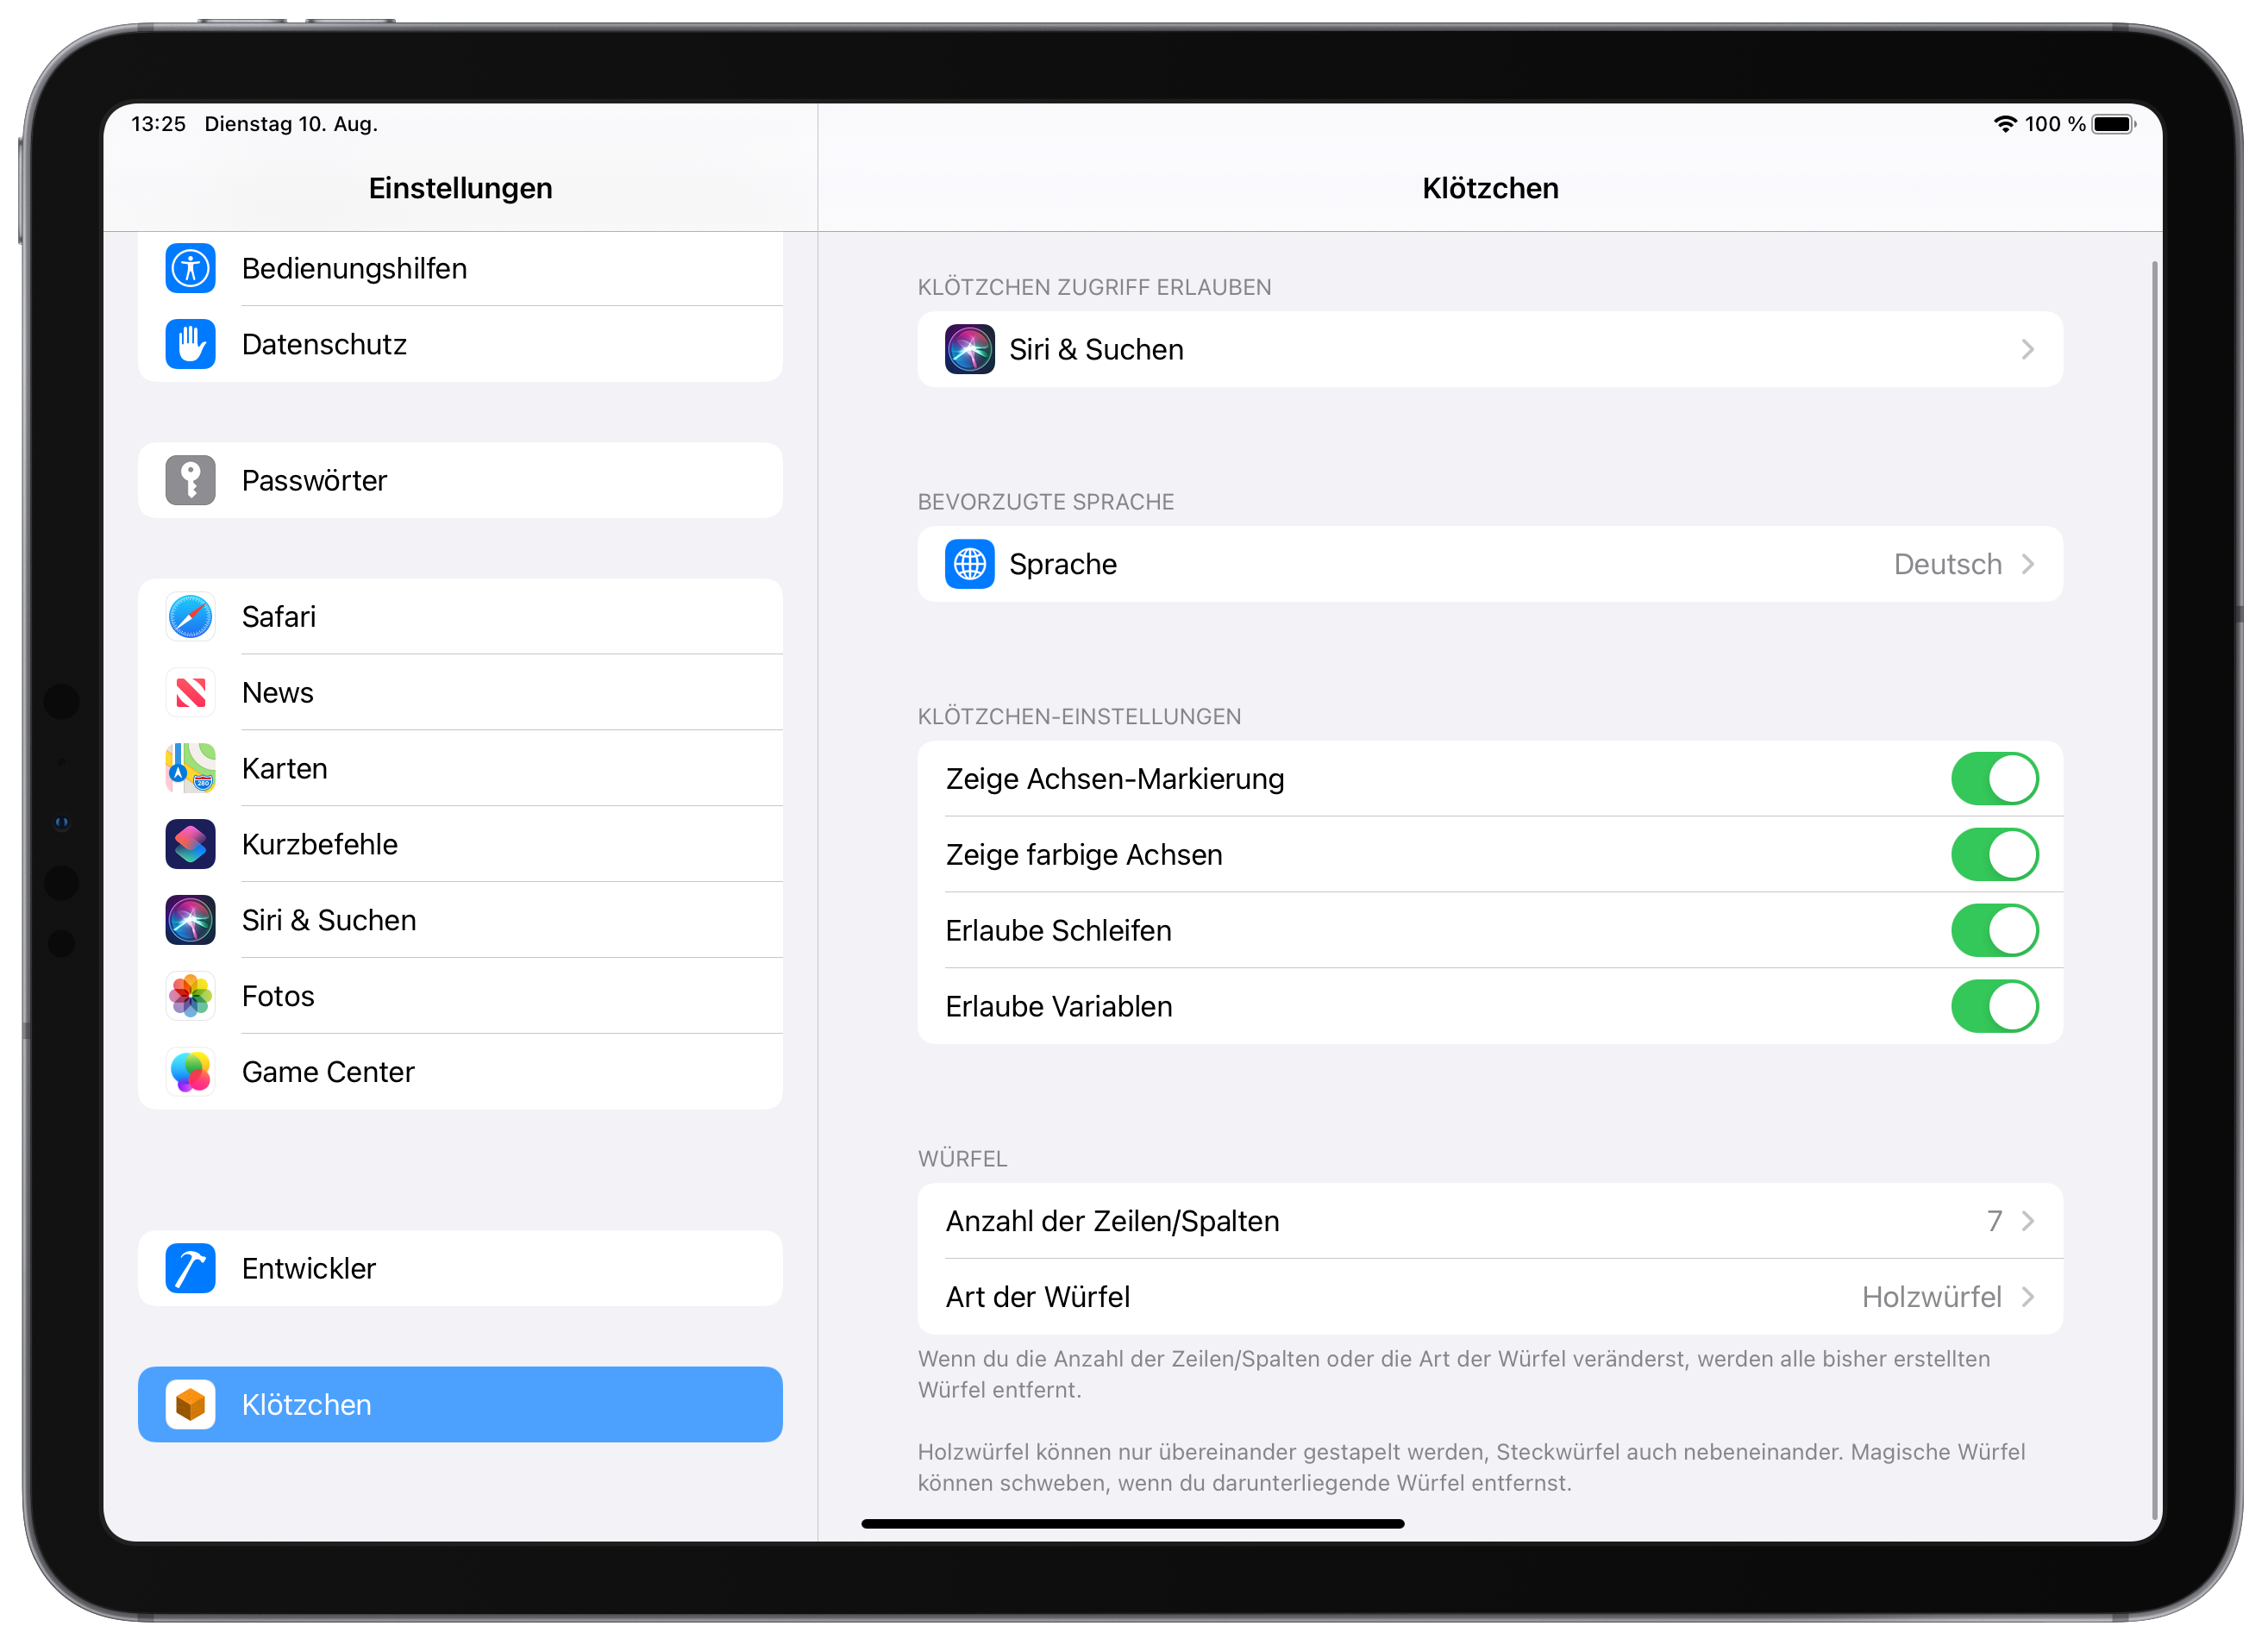 13:25 Dienstag 10. Aug.
100 %
Einstellungen
Bedienungshilfen
Datenschutz
Passwörter
Safari
News
Karten
Kurzbefehle
Siri & Suchen
Fotos
Game Center
Entwickler
Klötzchen
Klötzchen
KLÖTZCHEN ZUGRIFF ERLAUBEN
Siri & Suchen
BEVORZUGTE SPRACHE
Sprache Deutsch
KLÖTZCHEN-EINSTELLUNGEN
Zeige Achsen-Markierung
Zeige farbige Achsen
Erlaube Schleifen
Erlaube Variablen
WÜRFEL
Anzahl der Zeilen/Spalten 7
Art der Würfel Holzwürfel
Wenn du die Anzahl der Zeilen/Spalten oder die Art der Würfel veränderst, werden alle bisher erstellten
Würfel entfernt.
Holzwürfel können nur übereinander gestapelt werden, Steckwürfel auch nebeneinander. Magische Würfel
können schweben, wenn du darunterliegende Würfel entfernst.